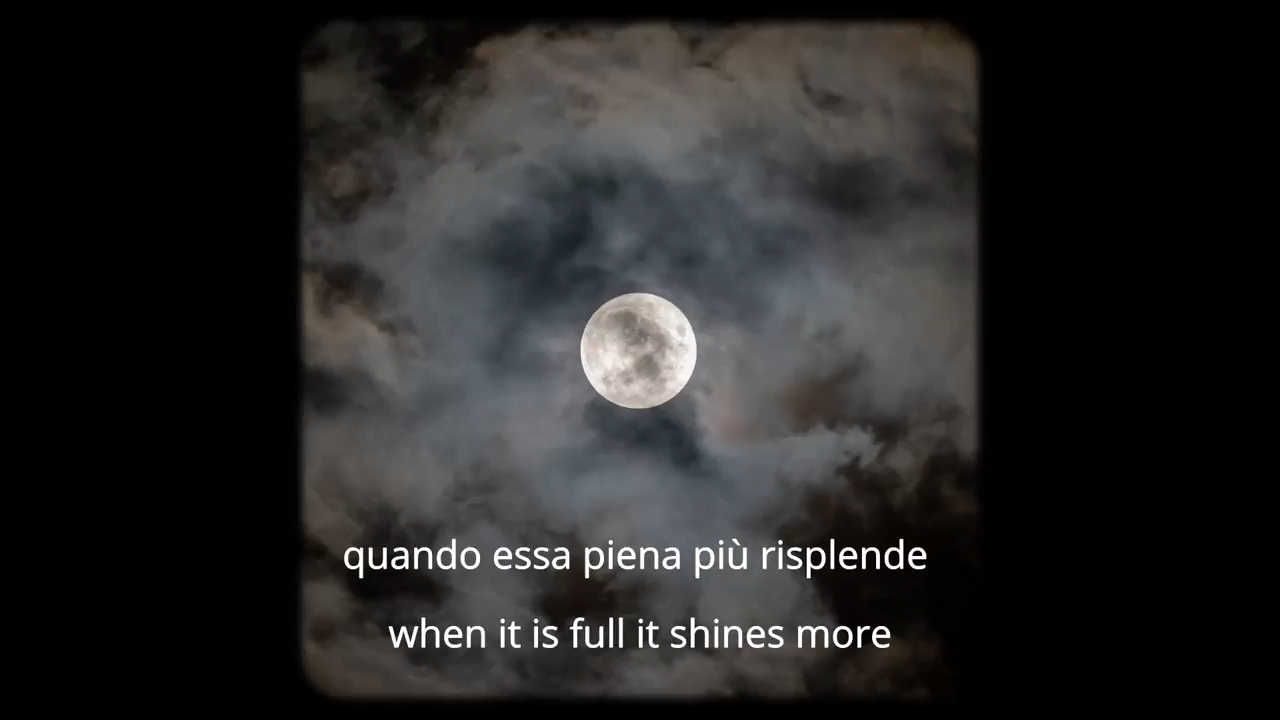 quando essa piena più risplende
when it is full it shines more